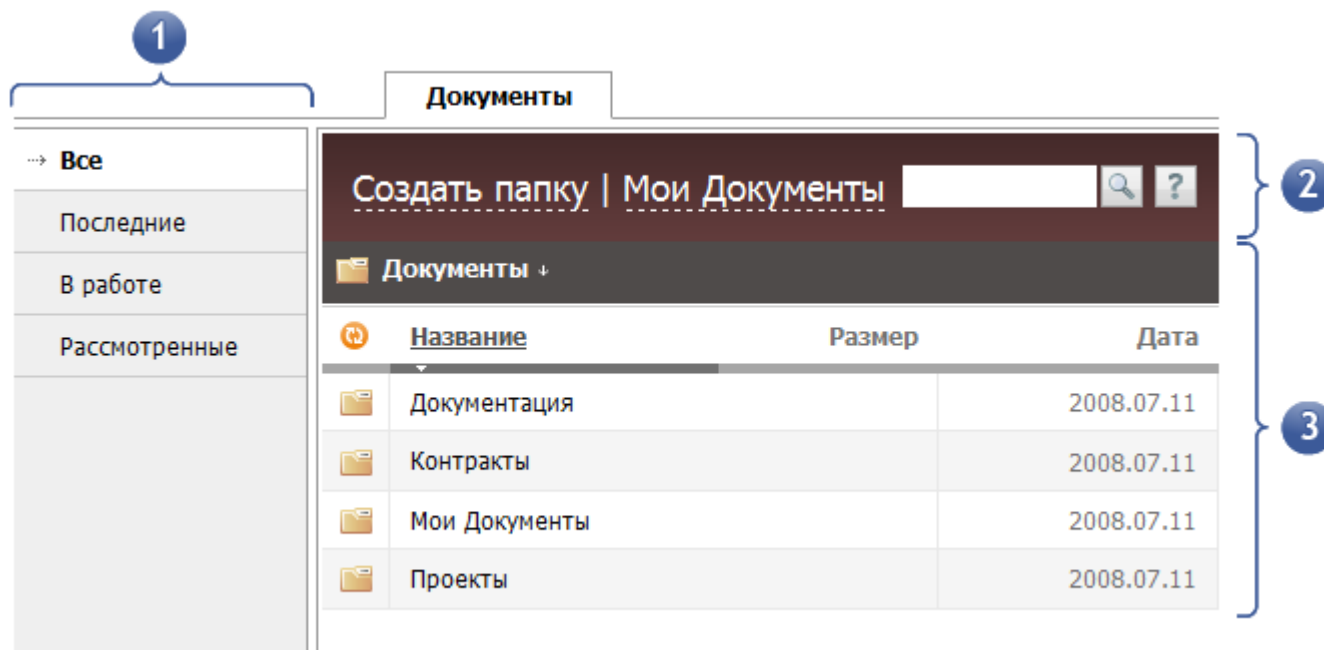 1
Документы
Все
Последние
В работе
Рассмотренные
Создать папку | Мои Документы ?
2
Документы ↓
Название Размер Дата
Документация 2008.07.11
Контракты 2008.07.11
Мои Документы 2008.07.11
Проекты 2008.07.11
3